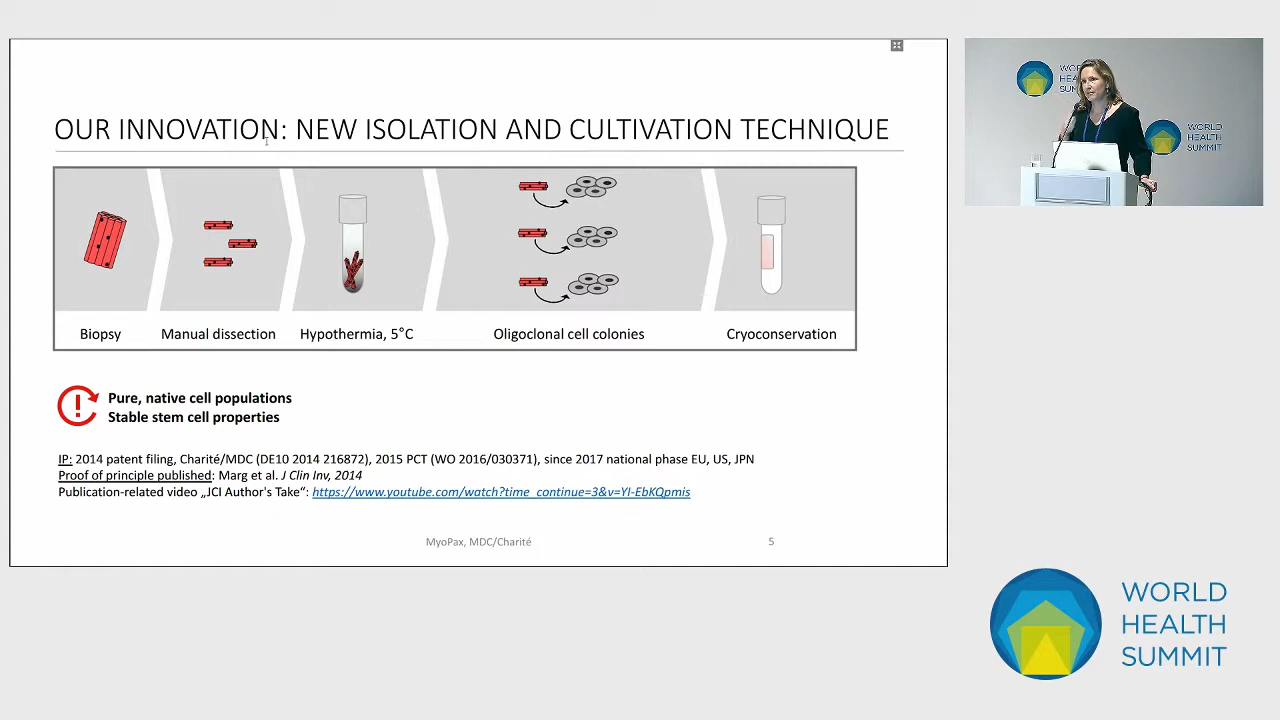 OUR INNOVATION: NEW ISOLATION AND CULTIVATION TECHNIQUE
Biopsy
Manual dissection
Hypothermia, 5°C
Oligoclonal cell colonies
Cryoconservation
Pure, native cell populations
Stable stem cell properties
IP: 2014 patent filing, Charité/MDC (DE10 2014 216872), 2015 PCT (WO 2016/030371), since 2017 national phase EU, US, JPN
Proof of principle published: Marg et al. J Clin Inv, 2014
Publication-related video „JCI Author's Take“: https://www.youtube.com/watch?time_continue=3&v=YI-EbKQpmis
MyoPax, MDC/Charité
5
WORLD
HEALTH
SUMMIT
WORLD
HEALTH
SUMMIT